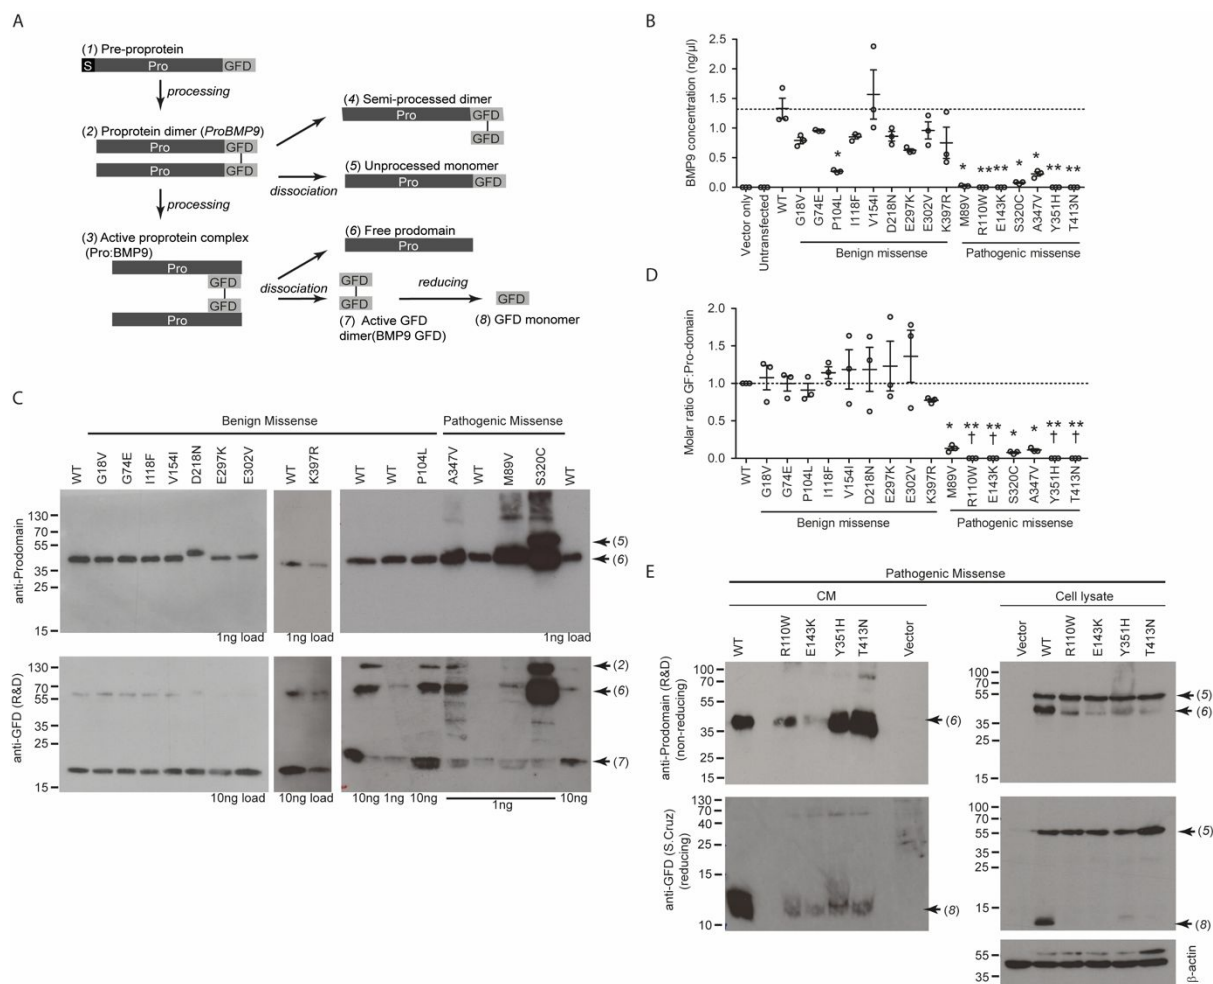 A
(1) Pre-proprotein
S Pro GFD
processing
(2) Proprotein dimer (ProBMP9)
Pro GFD
Pro GFD
processing
(3) Active proprotein complex
(Pro:BMP9)
Pro
GFD
GFD
Pro
(4) Semi-processed dimer
Pro GFD
GFD
(5) Unprocessed monomer
dissociation
Pro GFD
(6) Free prodomain
Pro
dissociation
GFD
GFD
reducing
GFD
(7) Active GFD
dimer(BMP9 GFD)
(8) GFD monomer
B
BMP9 concentration (ng/µl)
2.5
2.0
1.5
1.0
0.5
0.0
* * ** ** * * ** **
Vector only
Untransfected
WT
G18V
G74E
P104L
I118F
V154I
D218N
E297K
E302V
K397R
M89V
R110W
E143K
S320C
A347V
Y351H
T413N
Benign missense
Pathogenic missense
C
Benign Missense
Pathogenic Missense
WT
G18V
G74E
I118F
V154I
D218N
E297K
E302V
WT
K397R
WT
WT
P104L
A347V
WT
M89V
S320C
WT
anti-Prodomain
130
70
55
35
25
15
(5)
(6)
1ng load
1ng load
1ng load
anti-GFD (R&D)
130
70
55
35
25
15
(2)
(6)
(7)
10ng load
10ng load
10ng 1ng 10ng 1ng 10ng
D
Molar ratio GF:Pro-domain
2.0
1.5
1.0
0.5
0.0
* ** ** * * ** **
† † † †
WT
G18V
G74E
P104L
I118F
V154I
D218N
E297K
E302V
K397R
M89V
R110W
E143K
S320C
A347V
Y351H
T413N
Benign missense
Pathogenic missense
E
Pathogenic Missense
CM
Cell lysate
WT
R110W
E143K
Y351H
T413N
Vector
Vector
WT
R110W
E143K
Y351H
T413N
anti-Prodomain (R&D)
(non-reducing)
100
70
55
35
25
15
(6)
100
70
55
35
25
15
(5)
(6)
anti-GFD (S.Cruz)
(reducing)
130
70
40
25
15
10
(8)
130
100
70
55
35
25
15
10
(5)
(8)
55
35
β-actin